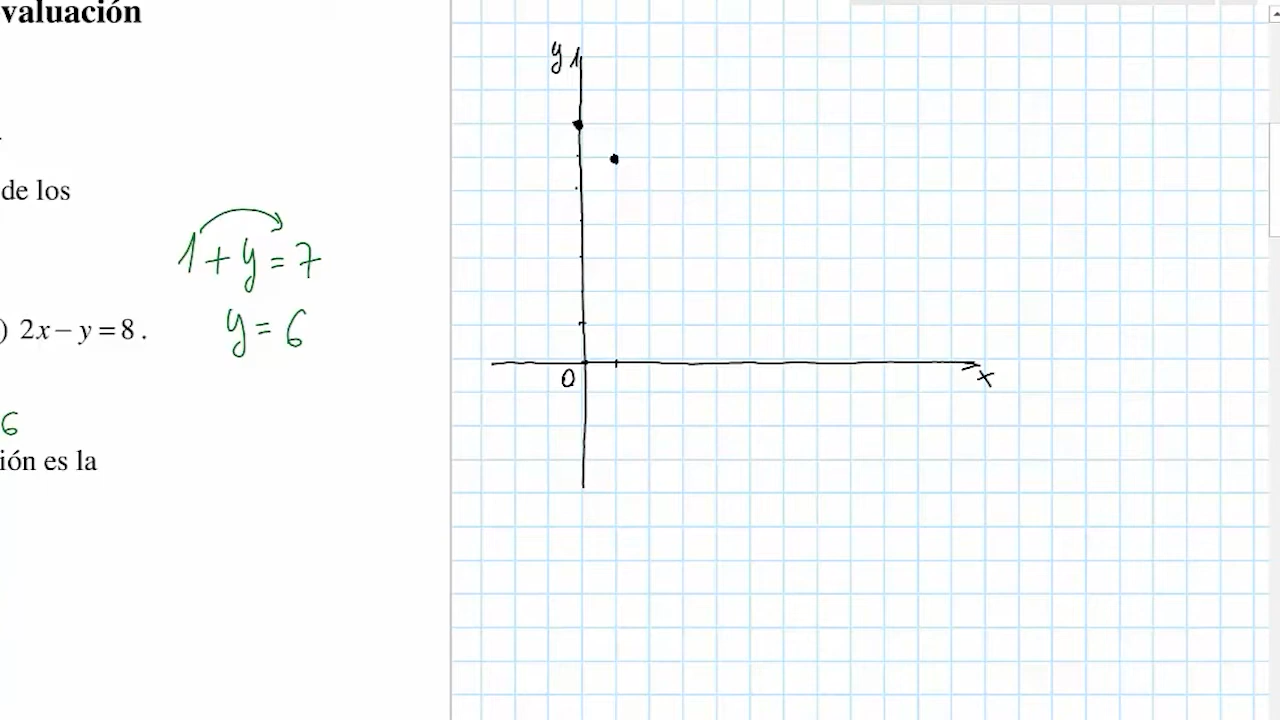 valuación
de los
1 + y = 7
) 2x − y = 8 .
y = 6
6
ión es la
y
0
x